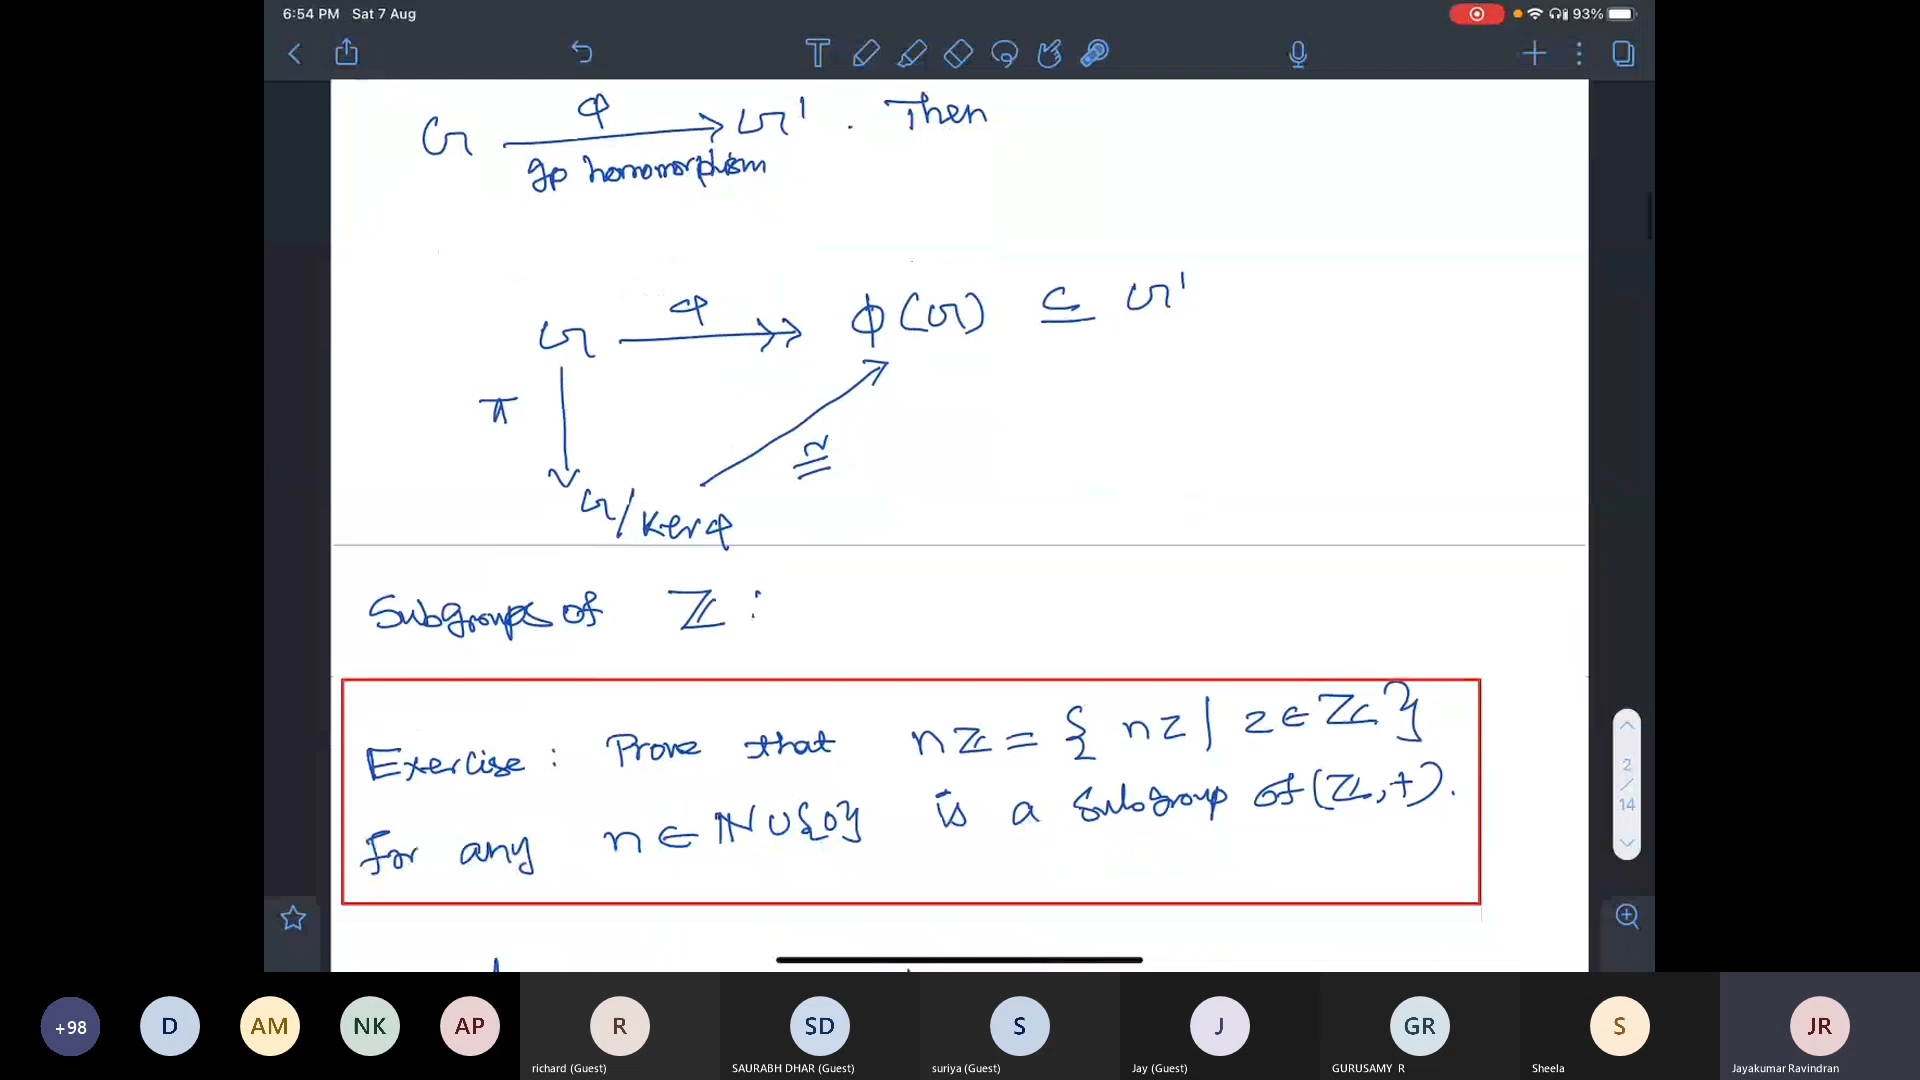 6:54 PM Sat 7 Aug
93%
G φ G' . Then
gp homomorphism
G φ ϕ(G) ⊆ G'
π
≅
G/Ker φ
Subgroups of ℤ :
Exercise : Prove that nℤ = { nz | z ∈ ℤ }
for any n ∈ ℕ ∪ {0} is a subgroup of (ℤ,+).
2
/
14
+98 D AM NK AP R SD S J GR S JR
richard (Guest) SAURABH DHAR (Guest) suriya (Guest) Jay (Guest) GURUSAMY R Sheela Jayakumar Ravindran